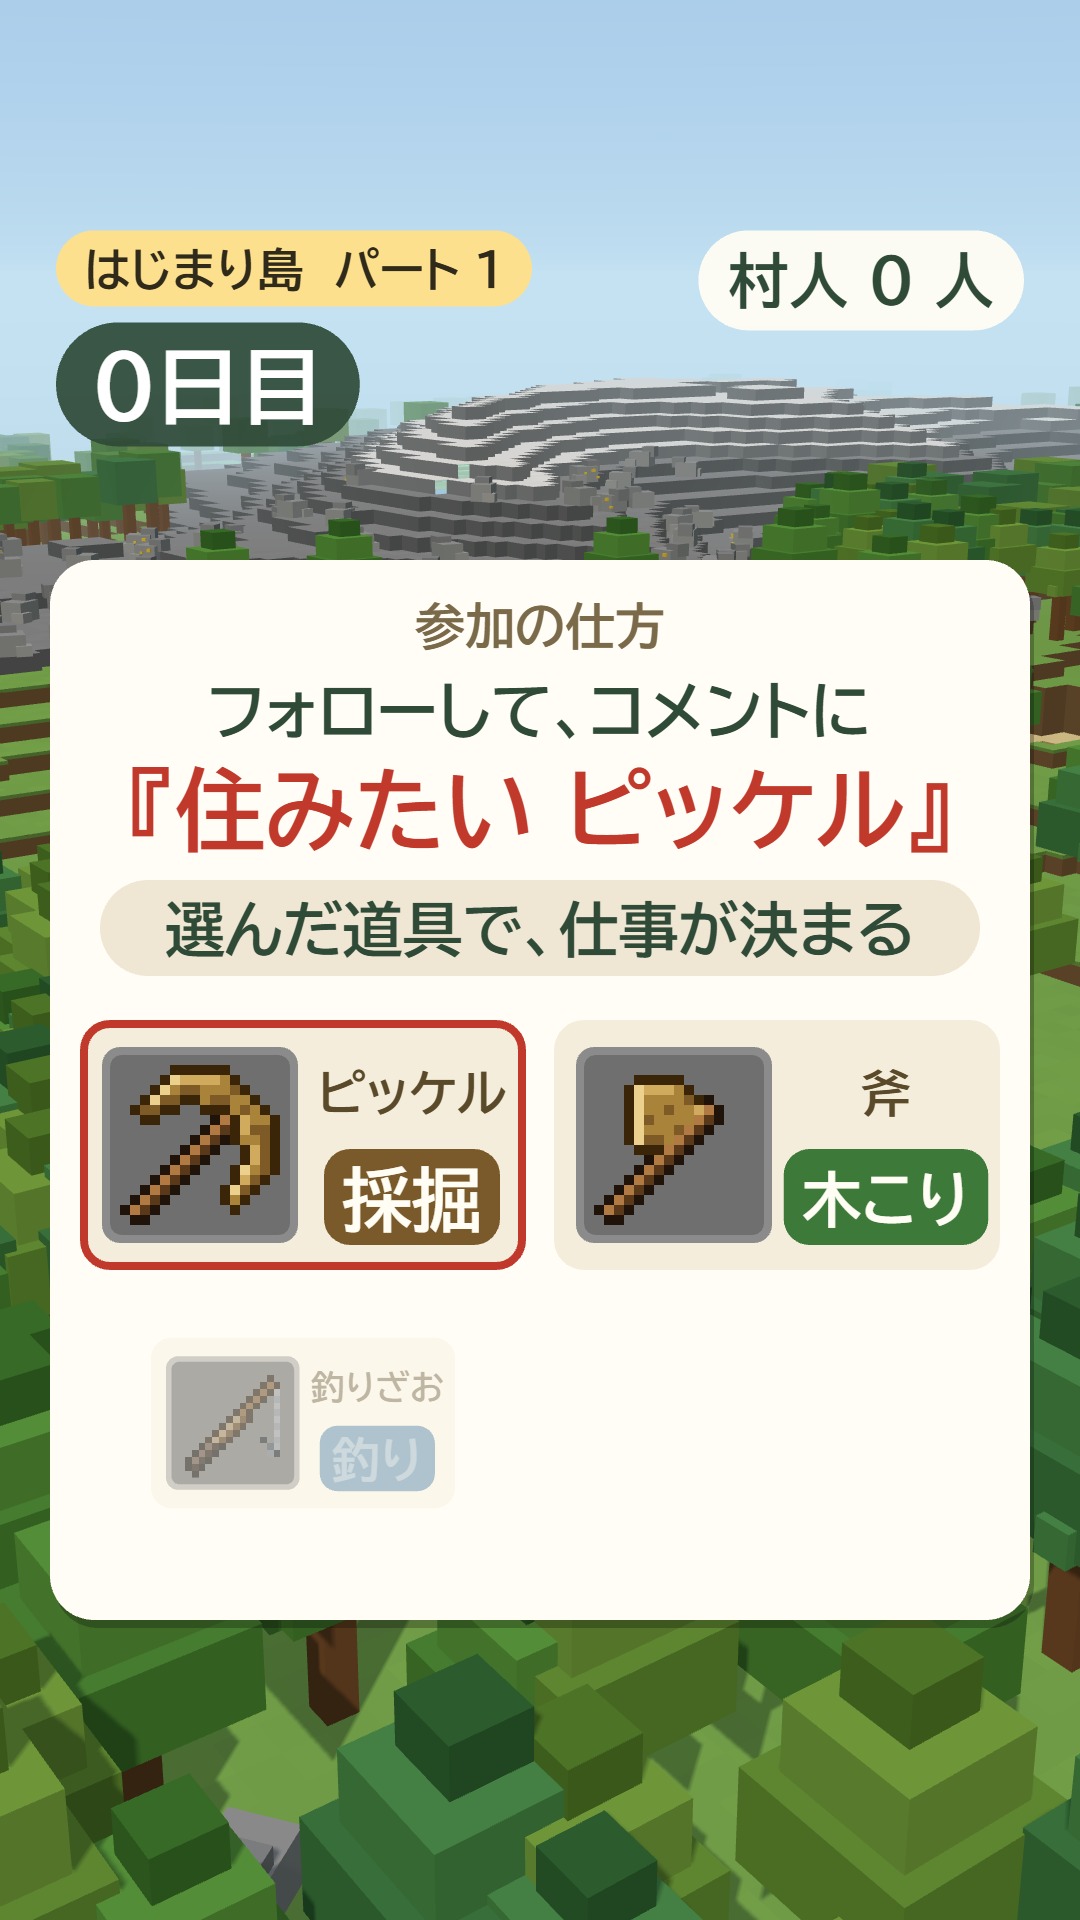 はじまり島 パート 1
村人 0 人
0日目
参加の仕方
フォローして、コメントに
『住みたい ピッケル』
選んだ道具で、仕事が決まる
ピッケル
採掘
斧
木こり
釣りざお
釣り